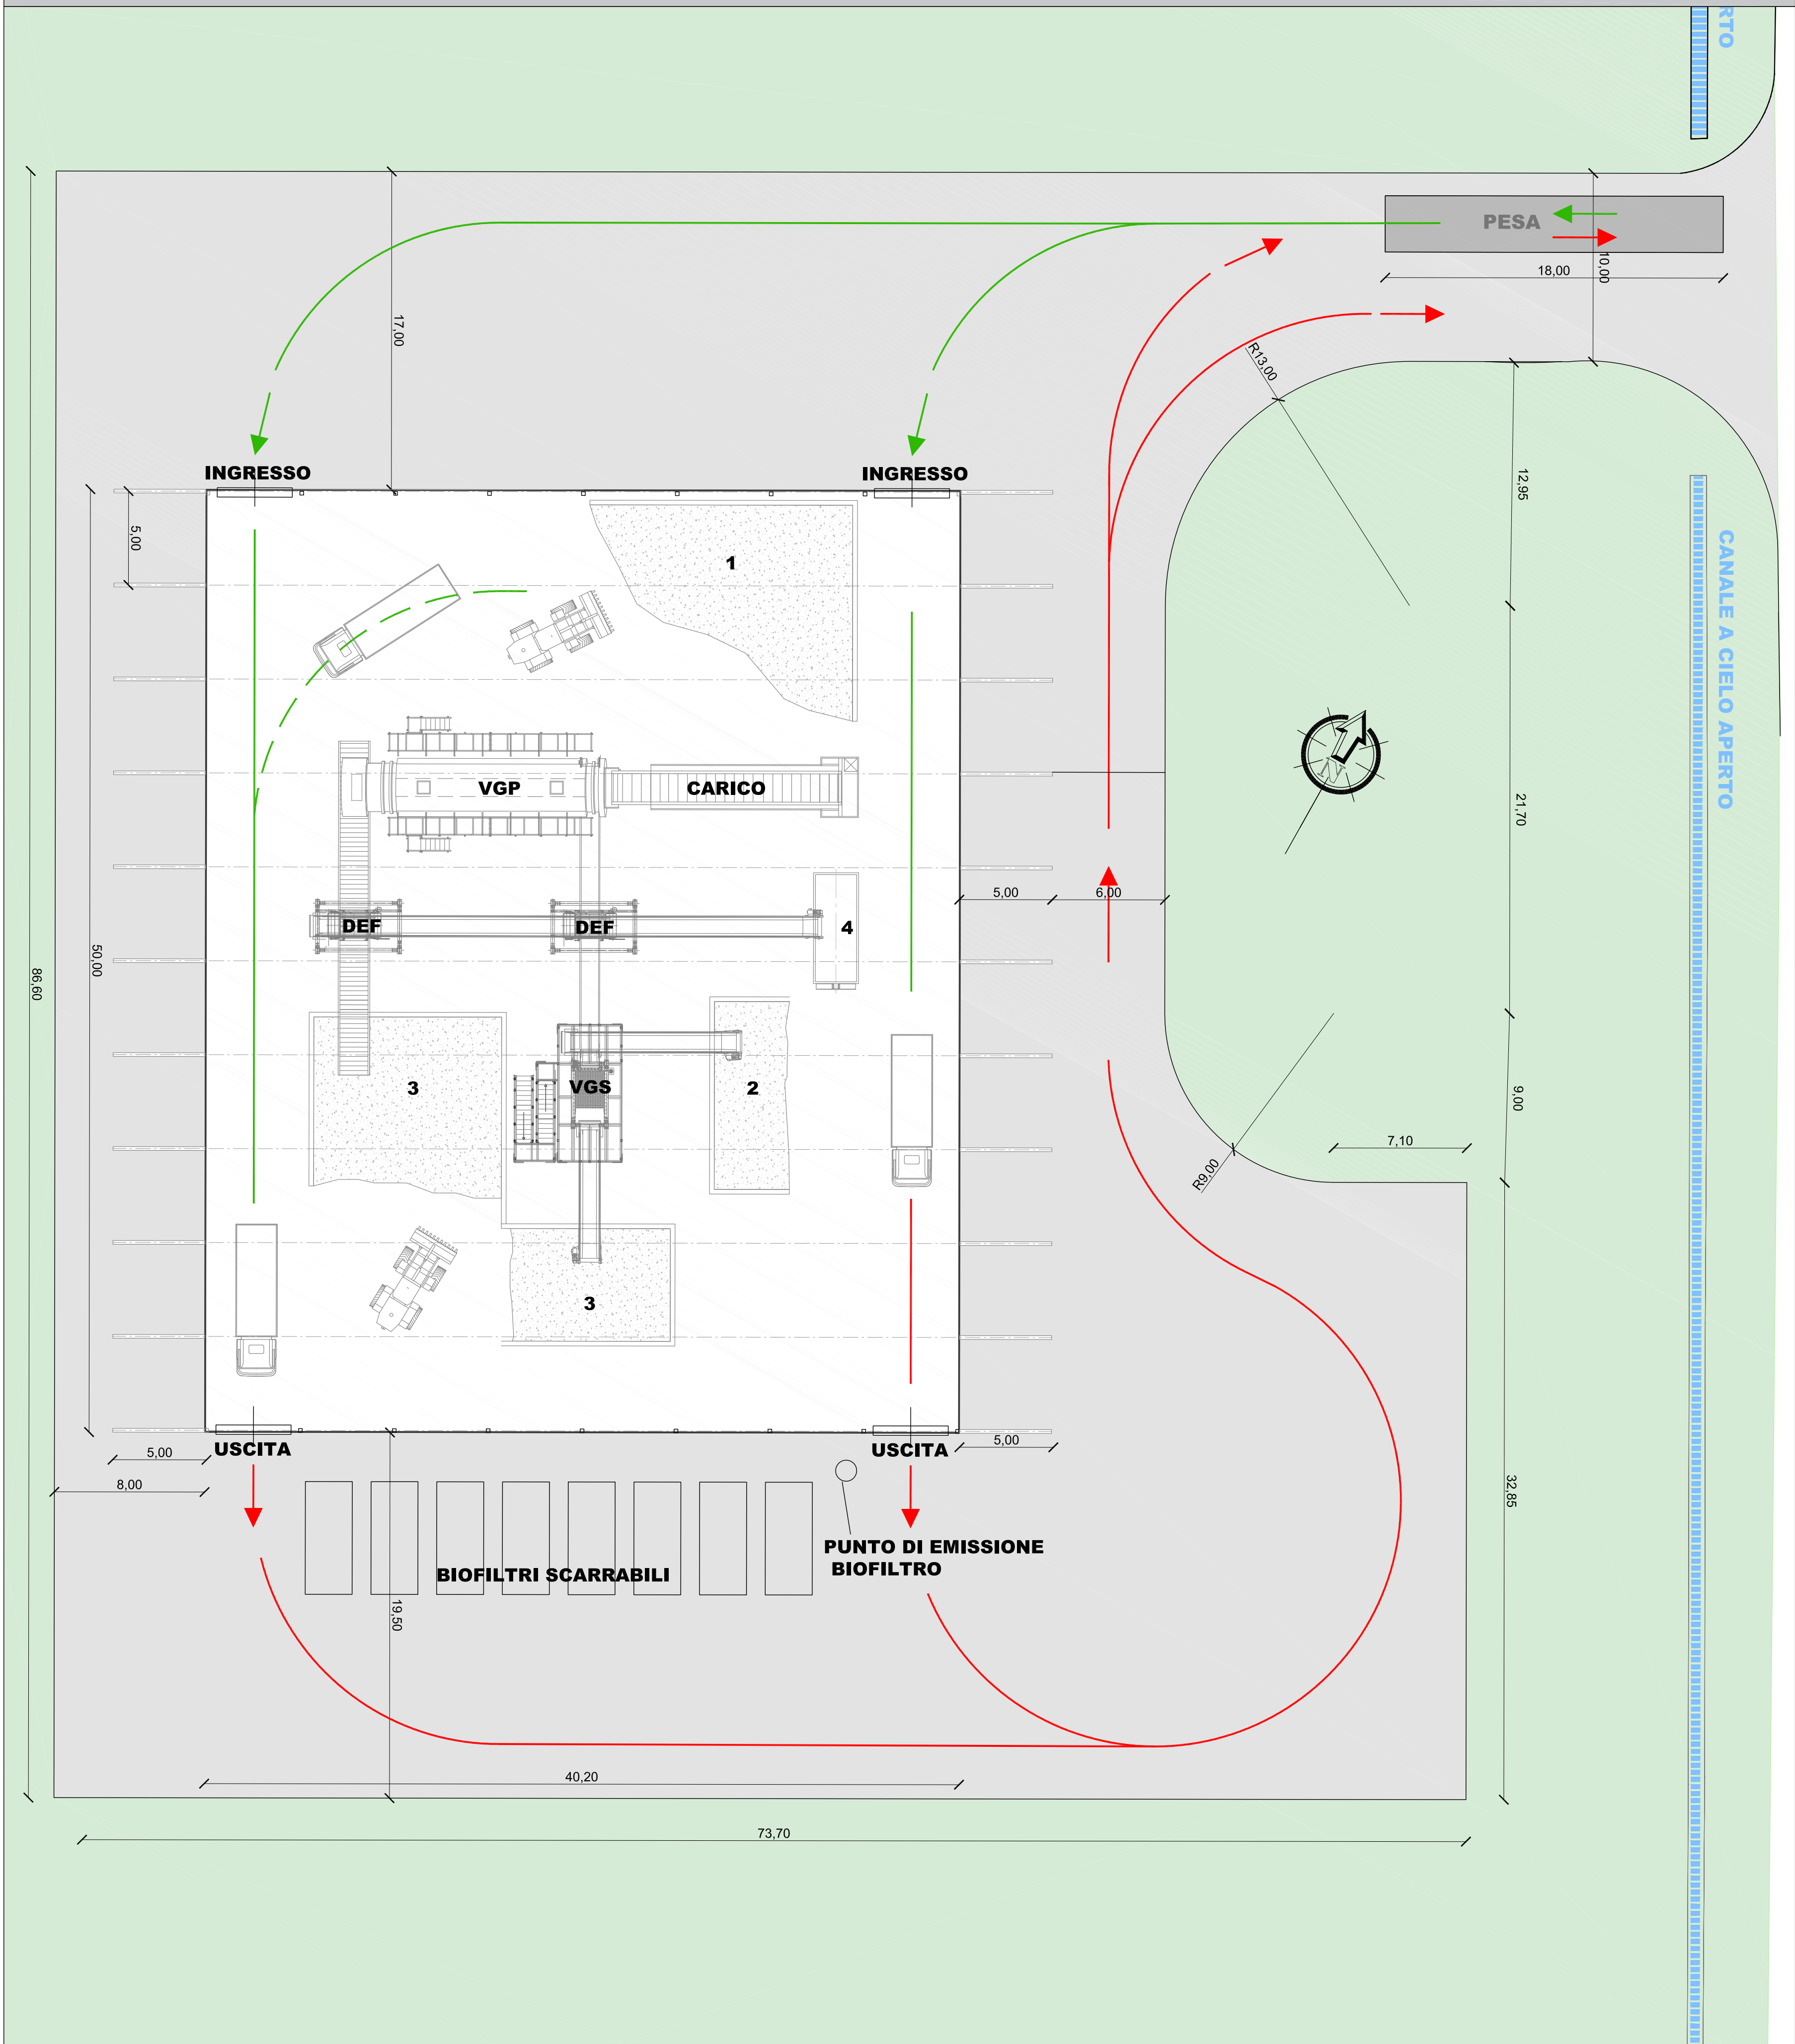 RTO
PESA
18,00
10,00
17,00
R13,00
INGRESSO
INGRESSO
12,95
5,00
1
CANALE A CIELO APERTO
N
VGP
CARICO
21,70
5,00
6,00
DEF
DEF
4
50,00
86,60
3
VGS
2
9,00
7,10
R9,00
3
USCITA
USCITA
5,00
5,00
8,00
32,85
PUNTO DI EMISSIONE
BIOFILTRO
BIOFILTRI SCARRABILI
19,50
40,20
73,70